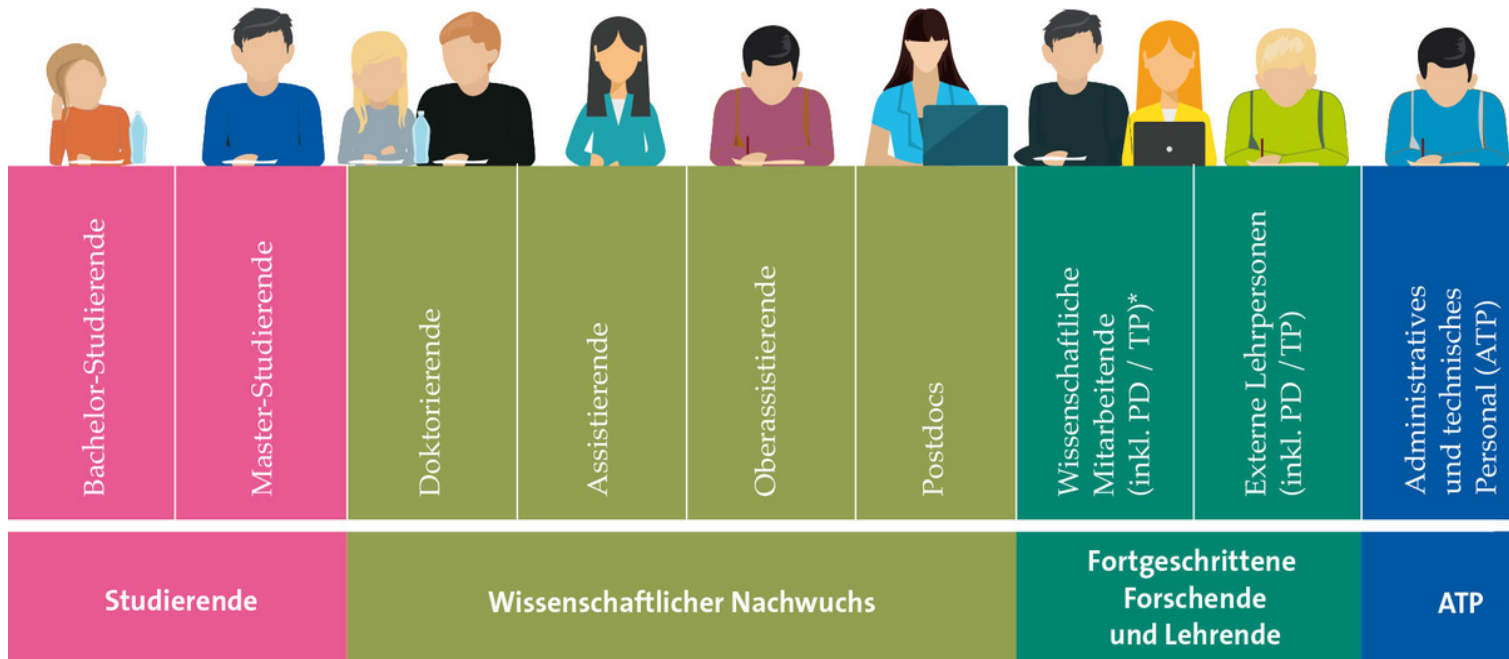 Bachelor-Studierende
Master-Studierende
Doktorierende
Assistierende
Oberassistierende
Postdocs
Wissenschaftliche
Mitarbeitende
(inkl. PD / TP)*
Externe Lehrpersonen
(inkl. PD /TP)
Administratives
und technisches
Personal (ATP)
Studierende
Wissenschaftlicher Nachwuchs
Fortgeschrittene
Forschende
und Lehrende
ATP